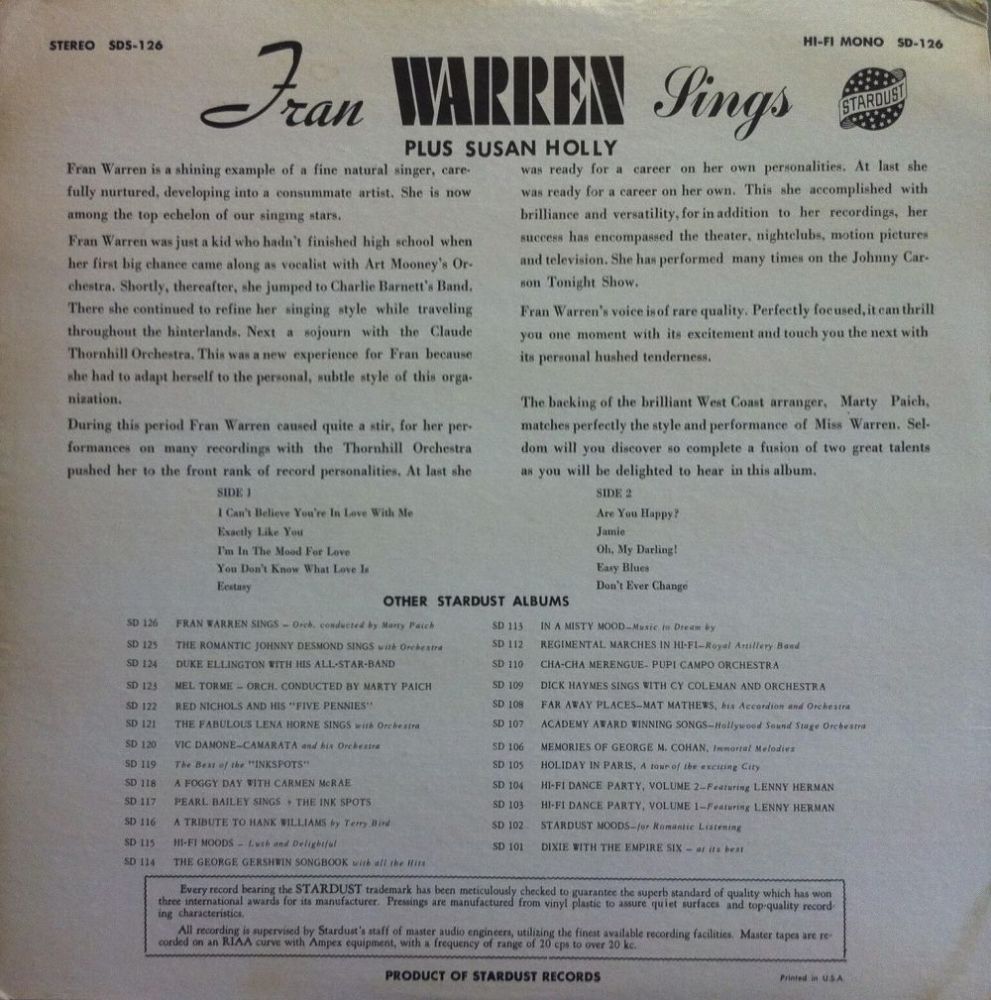 STEREO SDS-126
HI-FI MONO SD-126
Fran WARREN Sings
STARDUST
PLUS SUSAN HOLLY
Fran Warren is a shining example of a fine natural singer, care-
fully nurtured, developing into a consummate artist. She is now
among the top echelon of our singing stars.
Fran Warren was just a kid who hadn't finished high school when
her first big chance came along as vocalist with Art Mooney's Or-
chestra. Shortly, thereafter, she jumped to Charlie Barnett's Band.
There she continued to refine her singing style while traveling
throughout the hinterlands. Next a sojourn with the Claude
Thornhill Orchestra. This was a new experience for Fran because
she had to adapt herself to the personal, subtle style of this orga-
nization.
During this period Fran Warren caused quite a stir, for her per-
formances on many recordings with the Thornhill Orchestra
pushed her to the front rank of record personalities. At last she
was ready for a career on her own personalities. At last she
was ready for a career on her own. This she accomplished with
brilliance and versatility, for in addition to her recordings, her
success has encompassed the theater, nightclubs, motion pictures
and television. She has performed many times on the Johnny Car-
son Tonight Show.
Fran Warren's voice is of rare quality. Perfectly focused, it can thrill
you one moment with its excitement and touch you the next with
its personal hushed tenderness.
The backing of the brilliant West Coast arranger, Marty Paich,
matches perfectly the style and performance of Miss Warren. Sel-
dom will you discover so complete a fusion of two great talents
as you will be delighted to hear in this album.
SIDE 1
I Can't Believe You're In Love With Me
Exactly Like You
I'm In The Mood For Love
You Don't Know What Love Is
Ecstasy
SIDE 2
Are You Happy?
Jamie
Oh, My Darling!
Easy Blues
Don't Ever Change
OTHER STARDUST ALBUMS
SD 126 FRAN WARREN SINGS – Orch. conducted by Marty Paich
SD 125 THE ROMANTIC JOHNNY DESMOND SINGS with Orchestra
SD 124 DUKE ELLINGTON WITH HIS ALL-STAR-BAND
SD 123 MEL TORME – ORCH. CONDUCTED BY MARTY PAICH
SD 122 RED NICHOLS AND HIS "FIVE PENNIES"
SD 121 THE FABULOUS LENA HORNE SINGS with Orchestra
SD 120 VIC DAMONE–CAMARATA and his Orchestra
SD 119 The Best of the "INKSPOTS"
SD 118 A FOGGY DAY WITH CARMEN McRAE
SD 117 PEARL BAILEY SINGS + THE INK SPOTS
SD 116 A TRIBUTE TO HANK WILLIAMS by Terry Bird
SD 115 HI-FI MOODS – Lush and Delightful
SD 114 THE GEORGE GERSHWIN SONGBOOK with all the Hits
SD 113 IN A MISTY MOOD–Music to Dream by
SD 112 REGIMENTAL MARCHES IN HI-FI–Royal Artillery Band
SD 110 CHA-CHA MERENGUE- PUPI CAMPO ORCHESTRA
SD 109 DICK HAYMES SINGS WITH CY COLEMAN AND ORCHESTRA
SD 108 FAR AWAY PLACES–MAT MATHEWS, his Accordion and Orchestra
SD 107 ACADEMY AWARD WINNING SONGS–Hollywood Sound Stage Orchestra
SD 106 MEMORIES OF GEORGE M. COHAN, Immortal Melodies
SD 105 HOLIDAY IN PARIS, A tour of the exciting City
SD 104 HI-FI DANCE PARTY, VOLUME 2–Featuring LENNY HERMAN
SD 103 HI-FI DANCE PARTY, VOLUME 1–Featuring LENNY HERMAN
SD 102 STARDUST MOODS–for Romantic Listening
SD 101 DIXIE WITH THE EMPIRE SIX – at its best
Every record bearing the STARDUST trademark has been meticulously checked to guarantee the superb standard of quality which has won
three international awards for its manufacturer. Pressings are manufactured from vinyl plastic to assure quiet surfaces and top-quality record-
ing characteristics.
All recording is supervised by Stardust's staff of master audio engineers, utilizing the finest available recording facilities. Master tapes are re-
corded on an RIAA curve with Ampex equipment, with a frequency of range of 20 cps to over 20 kc.
PRODUCT OF STARDUST RECORDS
Printed in U.S.A.